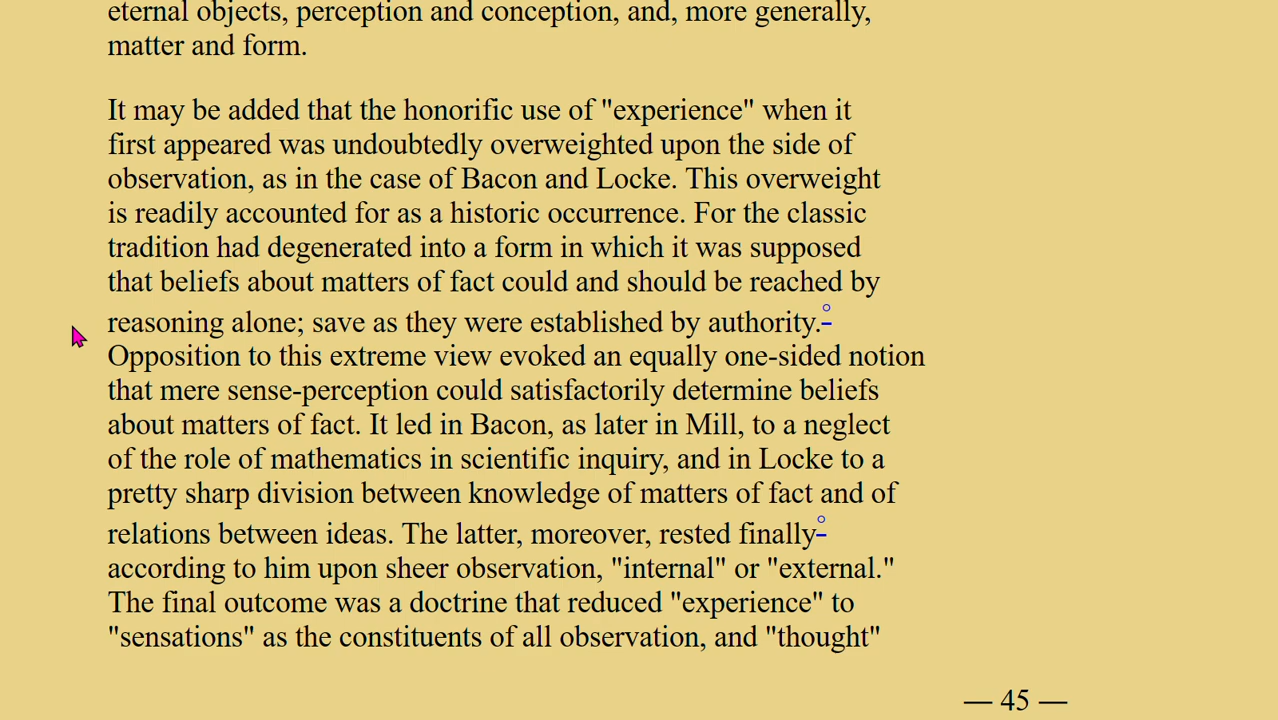 eternal objects, perception and conception, and, more generally,
matter and form.
It may be added that the honorific use of "experience" when it
first appeared was undoubtedly overweighted upon the side of
observation, as in the case of Bacon and Locke. This overweight
is readily accounted for as a historic occurrence. For the classic
tradition had degenerated into a form in which it was supposed
that beliefs about matters of fact could and should be reached by
reasoning alone; save as they were established by authority.°
Opposition to this extreme view evoked an equally one-sided notion
that mere sense-perception could satisfactorily determine beliefs
about matters of fact. It led in Bacon, as later in Mill, to a neglect
of the role of mathematics in scientific inquiry, and in Locke to a
pretty sharp division between knowledge of matters of fact and of
relations between ideas. The latter, moreover, rested finally°
according to him upon sheer observation, "internal" or "external."
The final outcome was a doctrine that reduced "experience" to
"sensations" as the constituents of all observation, and "thought"
— 45 —